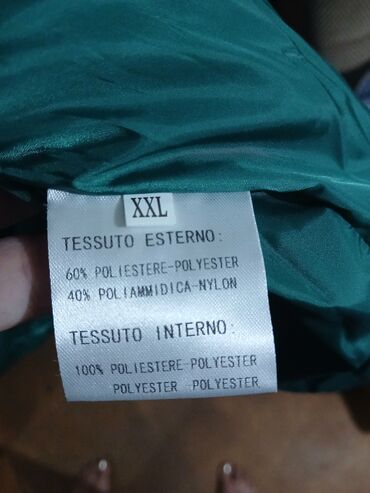 XXL
TESSUTO ESTERNO:
60% POLIESTERE-POLYESTER
40% POLIAMMIDICA-NYLON
TESSUTO INTERNO:
100% POLIESTERE-POLYESTER
POLYESTER POLYESTER